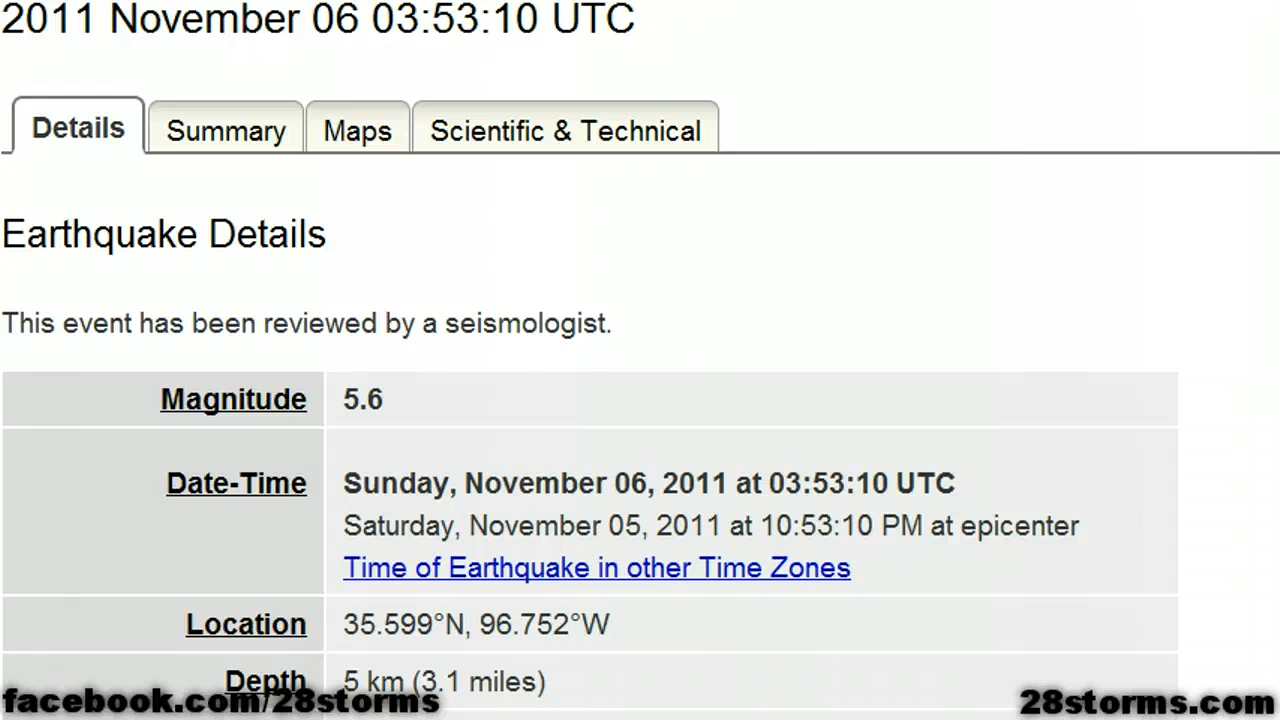 2011 November 06 03:53:10 UTC
Details Summary Maps Scientific & Technical
Earthquake Details
This event has been reviewed by a seismologist.
Magnitude 5.6
Date-Time Sunday, November 06, 2011 at 03:53:10 UTC
Saturday, November 05, 2011 at 10:53:10 PM at epicenter
Time of Earthquake in other Time Zones
Location 35.599°N, 96.752°W
Depth 5 km (3.1 miles)
facebook.com/28storms 28storms.com